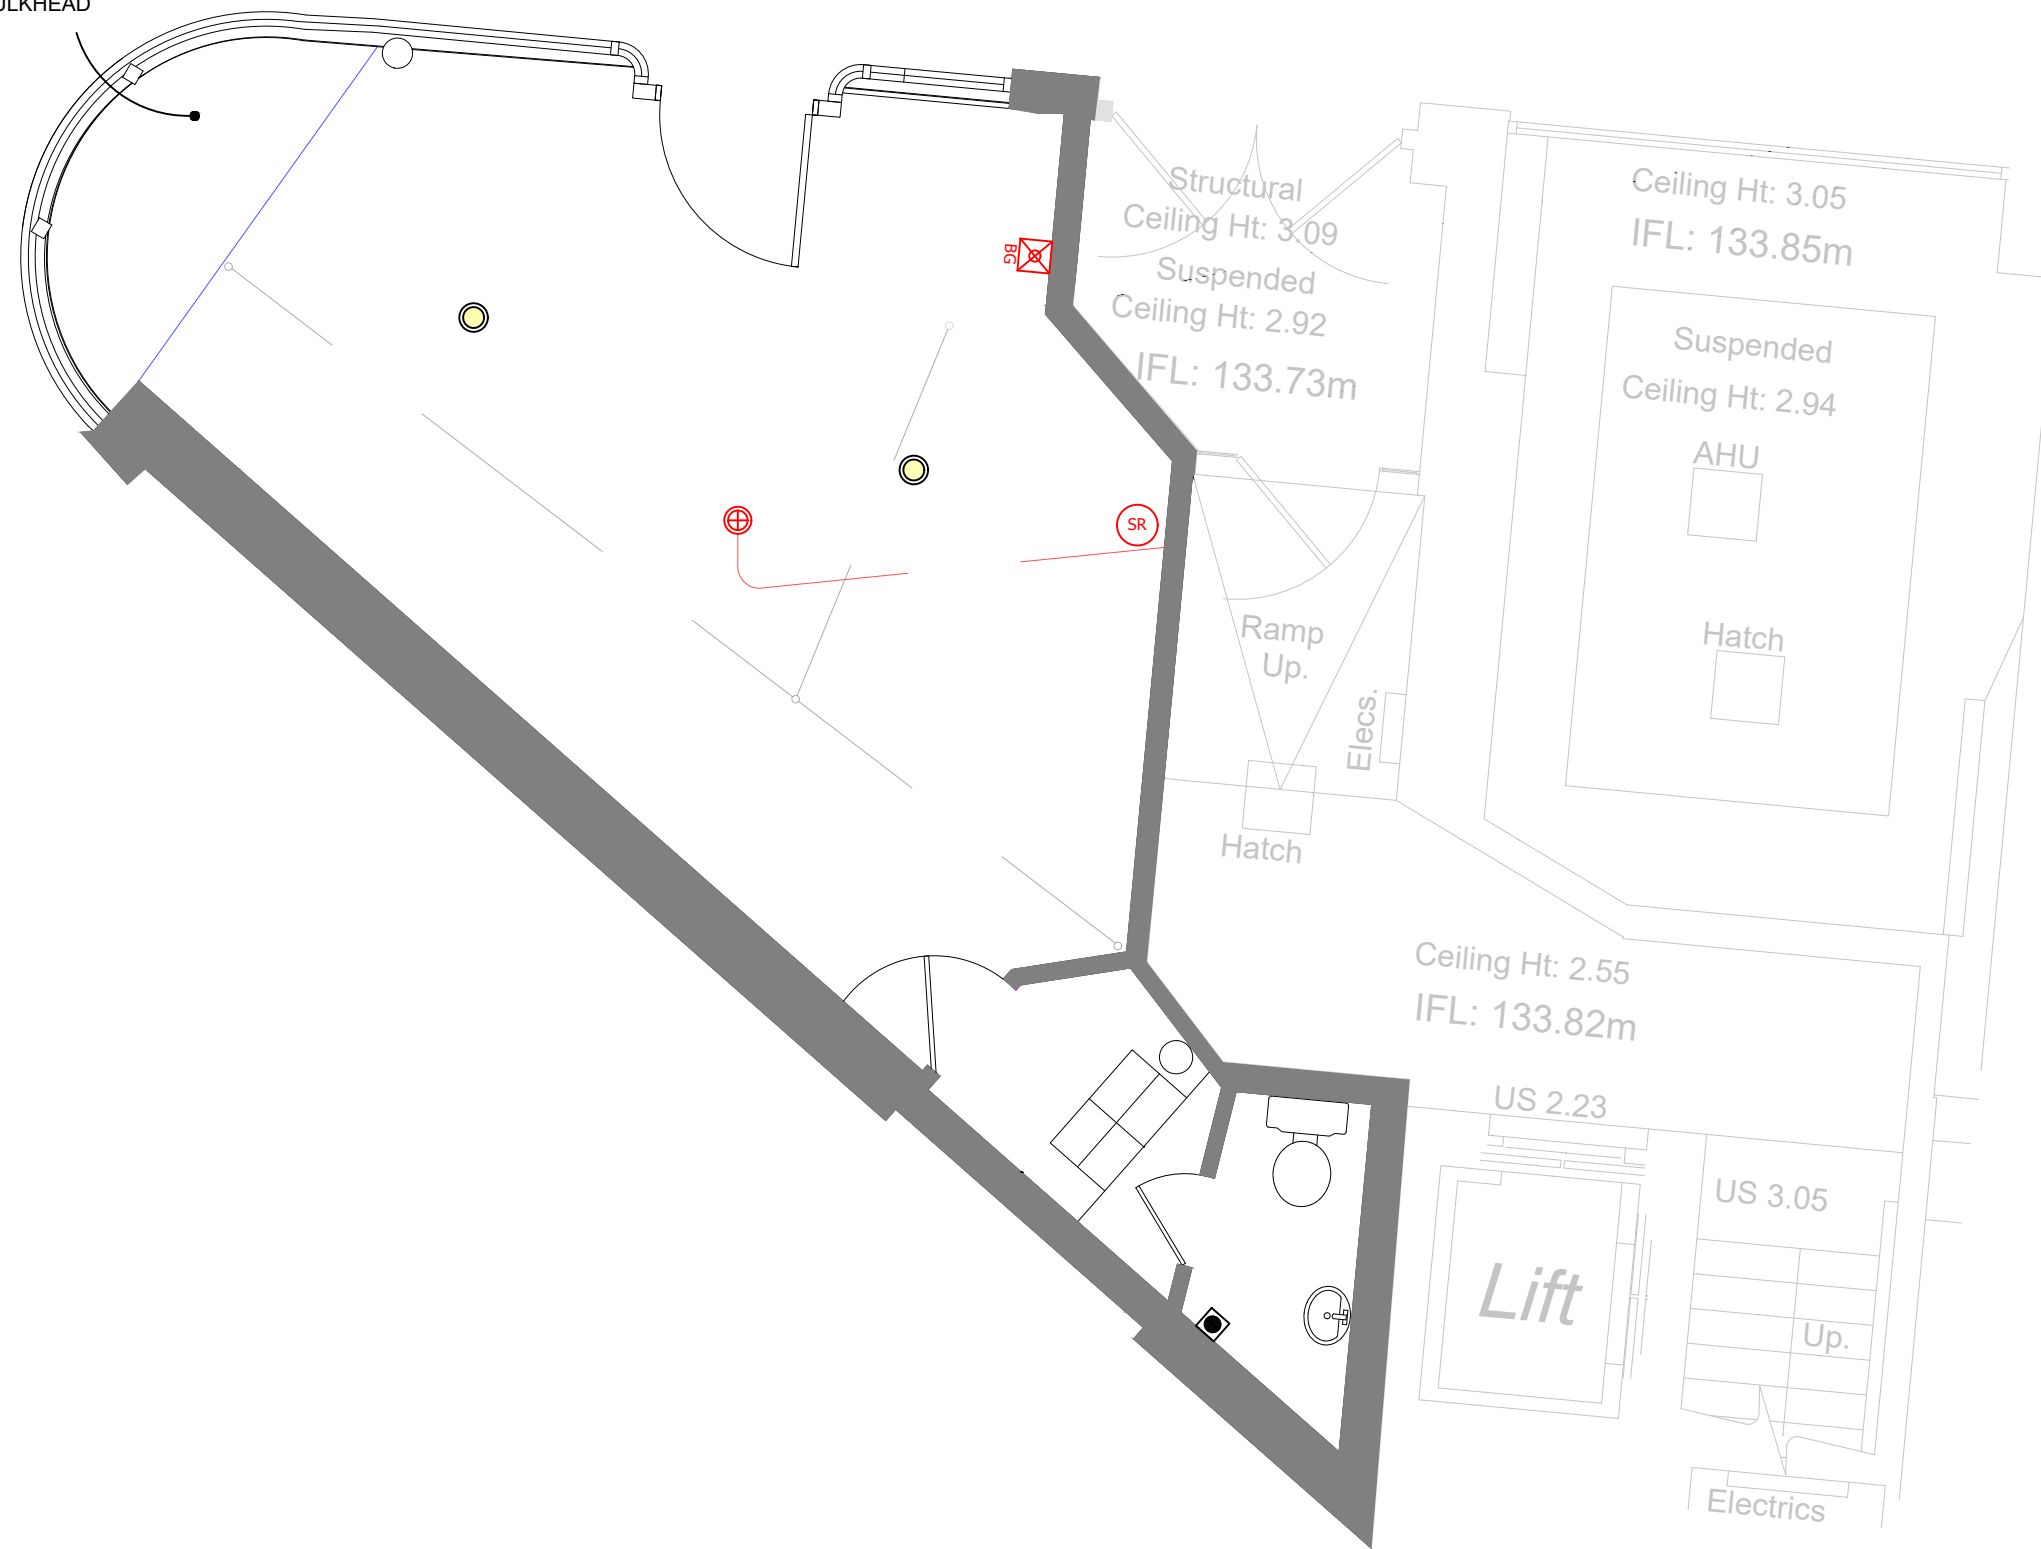 ULKHEAD
BG
SR
Structural
Ceiling Ht: 3.09
Suspended
Ceiling Ht: 2.92
IFL: 133.73m
Ceiling Ht: 3.05
IFL: 133.85m
Suspended
Ceiling Ht: 2.94
AHU
Hatch
Ramp
Up.
Elecs.
Hatch
Ceiling Ht: 2.55
IFL: 133.82m
US 2.23
US 3.05
Lift
Up.
Electrics